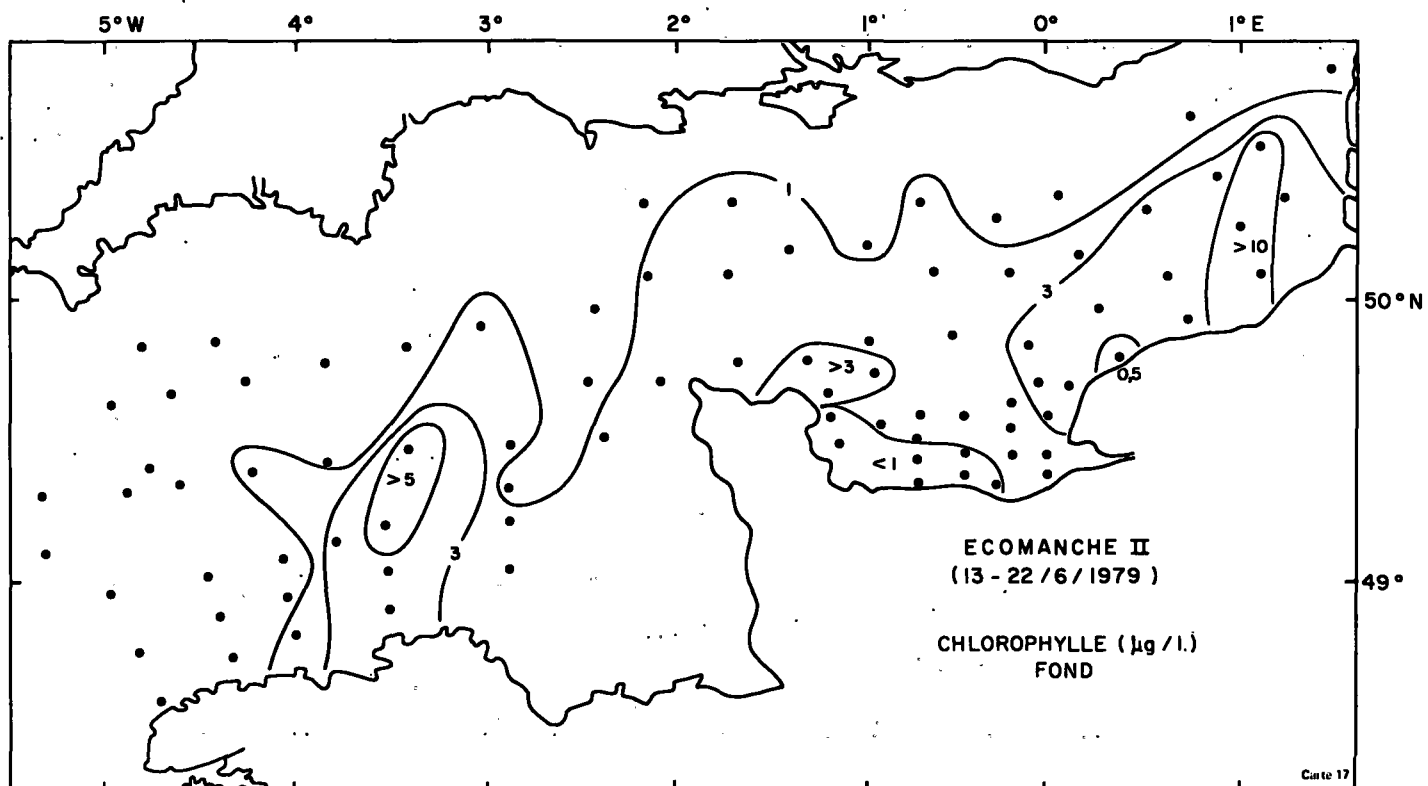 5° W 4° 3° 2° 1° 0° 1° E
1
50° N
3
>10
>3
0,5
<1
>5
3
49°
ECOMANCHE II
(13 - 22 /6 / 1979 )
CHLOROPHYLLE ( µg / l.)
FOND
Carte 17